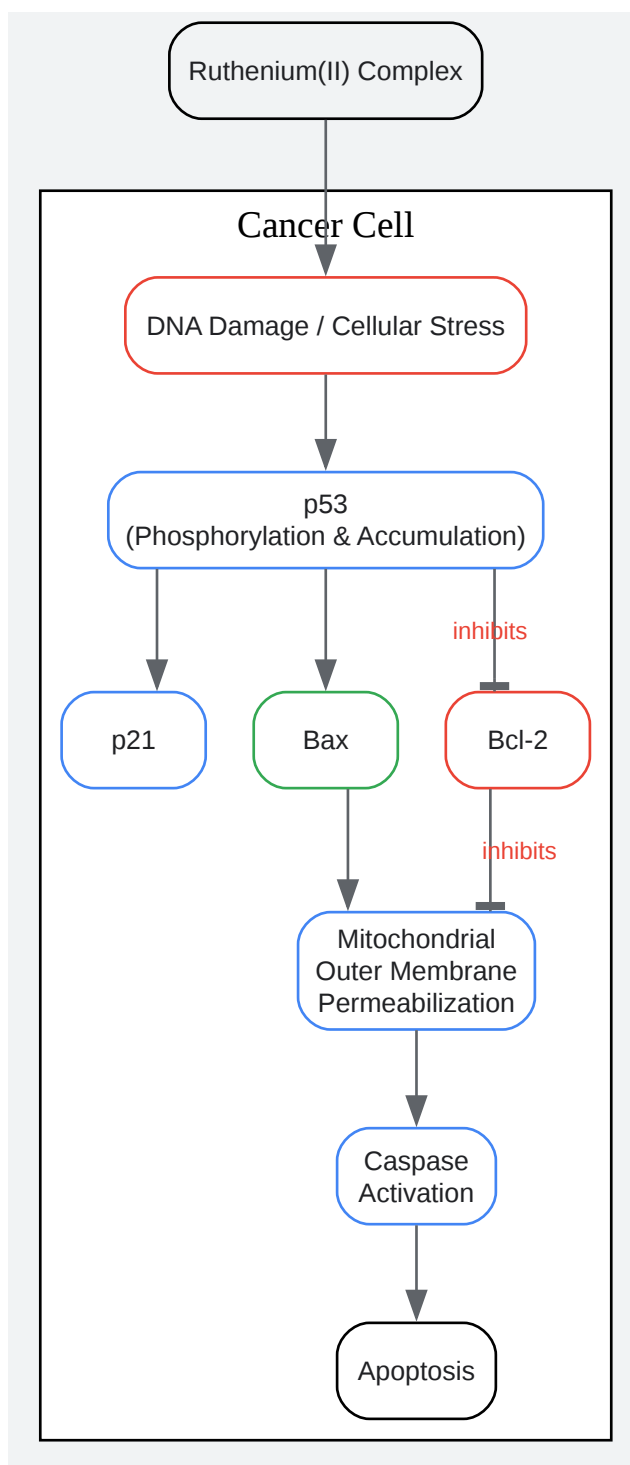 Ruthenium(II) Complex
Cancer Cell
DNA Damage / Cellular Stress
p53
(Phosphorylation & Accumulation)
inhibits
p21
Bax
Bcl-2
inhibits
Mitochondrial
Outer Membrane
Permeabilization
Caspase
Activation
Apoptosis